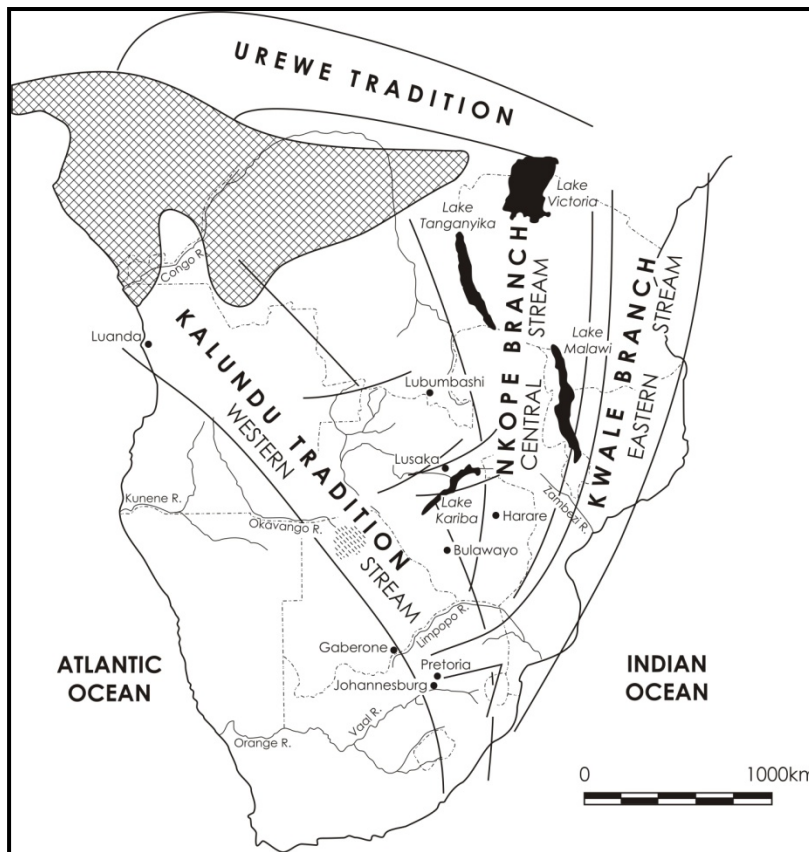 UREWE TRADITION
Lake
Victoria
Lake
Tanganyika
Congo R.
NKOPE BRANCH
CENTRAL STREAM
KWALE BRANCH
EASTERN STREAM
Luanda
KALUNDU TRADITION
WESTERN STREAM
Lake
Malawi
Lubumbashi
Lusaka
Lake
Kariba
Zambezi R.
Kunene R.
Okāvango R.
Harare
Bulawayo
Limpopo R.
Gaberone
Pretoria
Johannesburg
ATLANTIC
OCEAN
INDIAN
OCEAN
Vaal R.
Orange R.
0 1000km